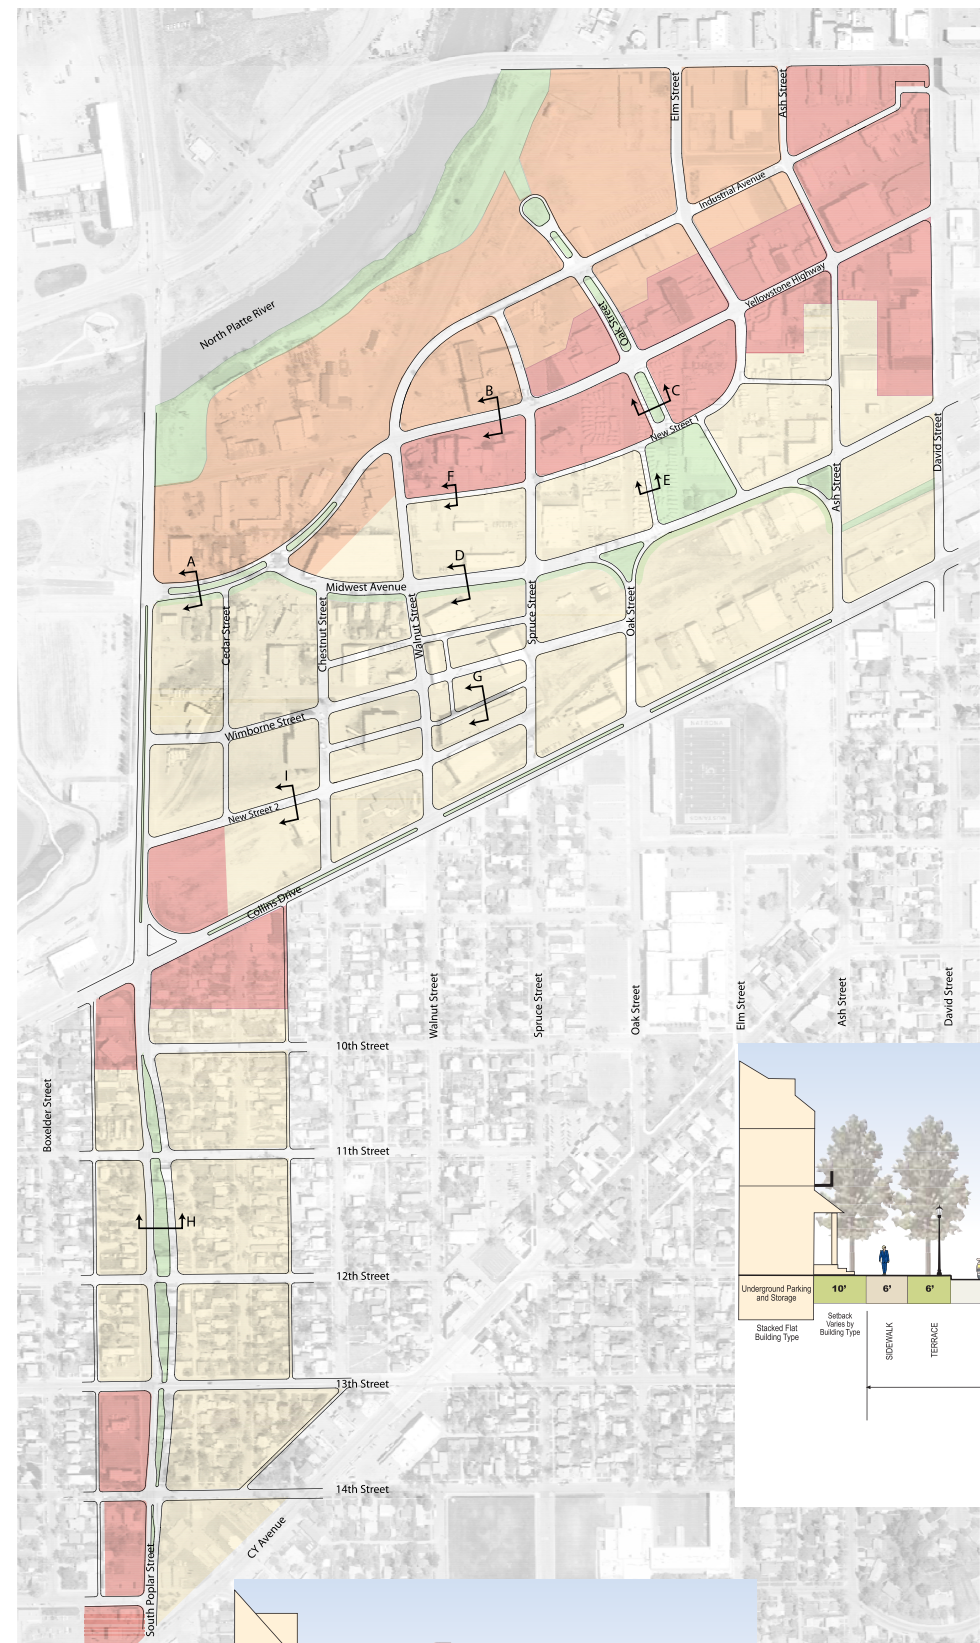 Elm Street
Ash Street
Industrial Avenue
Yellowstone Highway
North Platte River
Oak Street
B
C
New Street 1
David Street
F
E
Ash Street
A
D
Midwest Avenue
Cedar Street
Chestnut Street
Walnut Street
Spruce Street
Oak Street
G
Wimborne Street
I
New Street 2
Collins Drive
Walnut Street
Spruce Street
Oak Street
Elm Street
Ash Street
David Street
10th Street
Boxelder Street
11th Street
H
12th Street
13th Street
14th Street
CY Avenue
South Poplar Street
Underground Parking
and Storage
10'
6'
6'
Stacked Flat
Building Type
Setback
Varies by
Building Type
SIDEWALK
TERRACE